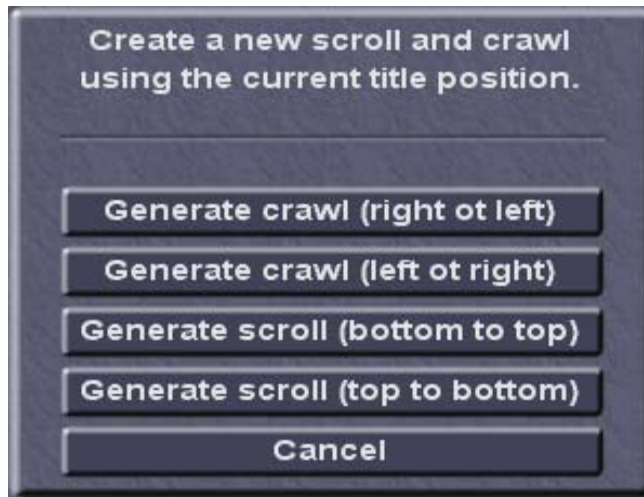 Create a new scroll and crawl
using the current title position.
Generate crawl (right ot left)
Generate crawl (left ot right)
Generate scroll (bottom to top)
Generate scroll (top to bottom)
Cancel